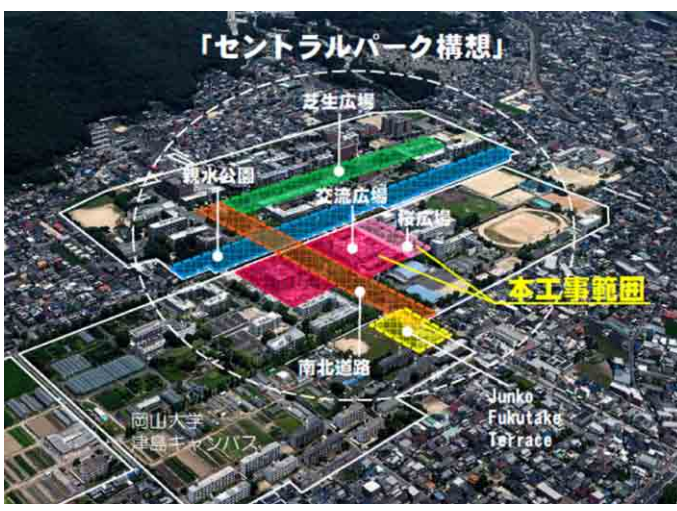 「セントラルパーク構想」
芝生広場
親水公園
交流広場
桜広場
本工事範囲
南北道路
Junko
Fukutake
Terrace
岡山大学
津島キャンパス